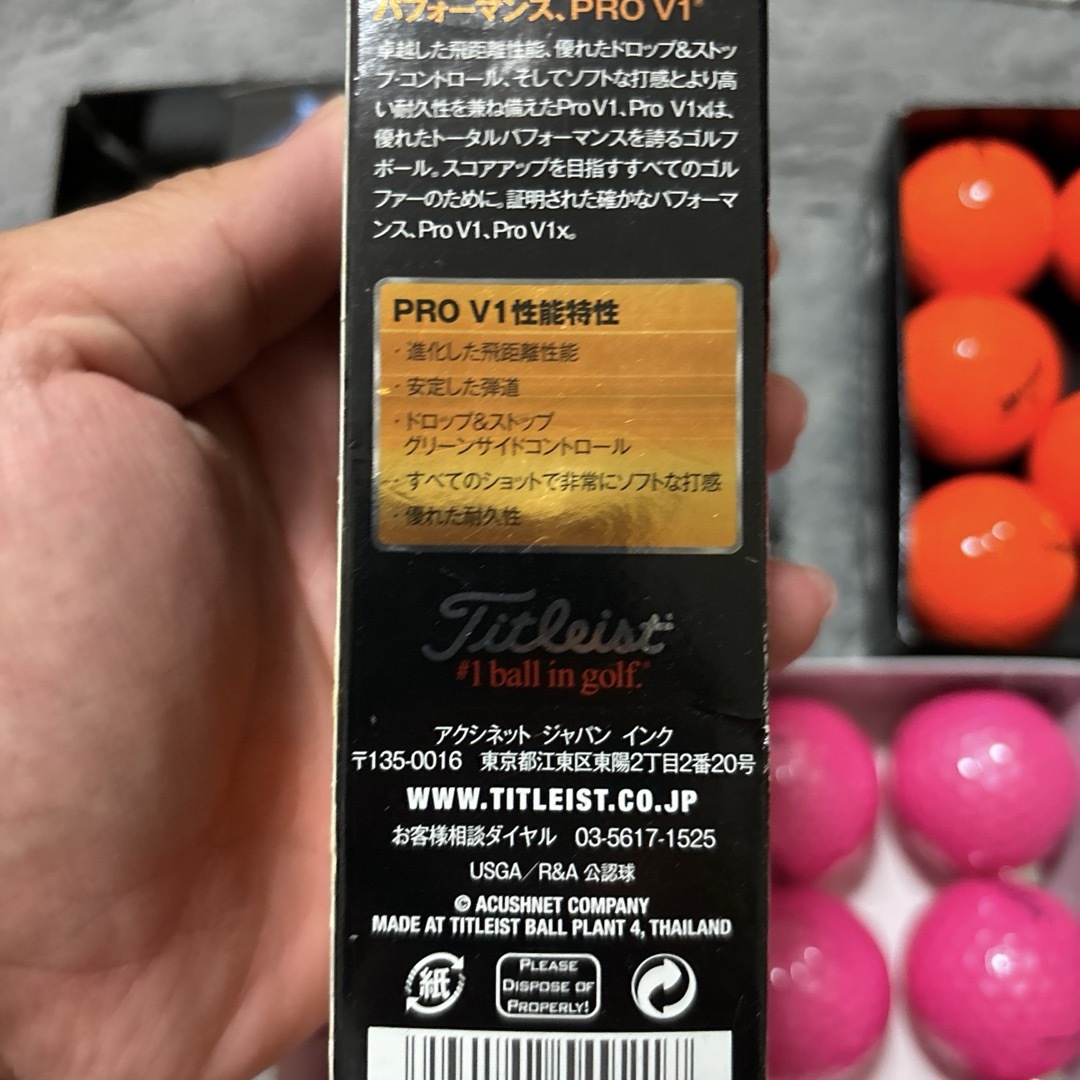 パフォーマンス、PRO V1®
卓越した飛距離性能、優れたドロップ&ストッ
プ・コントロール、そしてソフトな打感とより高
い耐久性を兼ね備えたPro V1、Pro V1xは、
優れたトータルパフォーマンスを誇るゴルフ
ボール。スコアアップを目指すすべてのゴル
ファーのために。証明された確かなパフォーマ
ンス、Pro V1、Pro V1x。
PRO V1性能特性
・進化した飛距離性能
・安定した弾道
・ドロップ&ストップ
グリーンサイドコントロール
・すべてのショットで非常にソフトな打感
・優れた耐久性
Titleist
#1 ball in golf.®
アクシネット ジャパン インク
〒135-0016 東京都江東区東陽2丁目2番20号
WWW.TITLEIST.CO.JP
お客様相談ダイヤル 03-5617-1525
USGA/R&A 公認球
© ACUSHNET COMPANY
MADE AT TITLEIST BALL PLANT 4, THAILAND
紙
PLEASE
DISPOSE OF
PROPERLY!